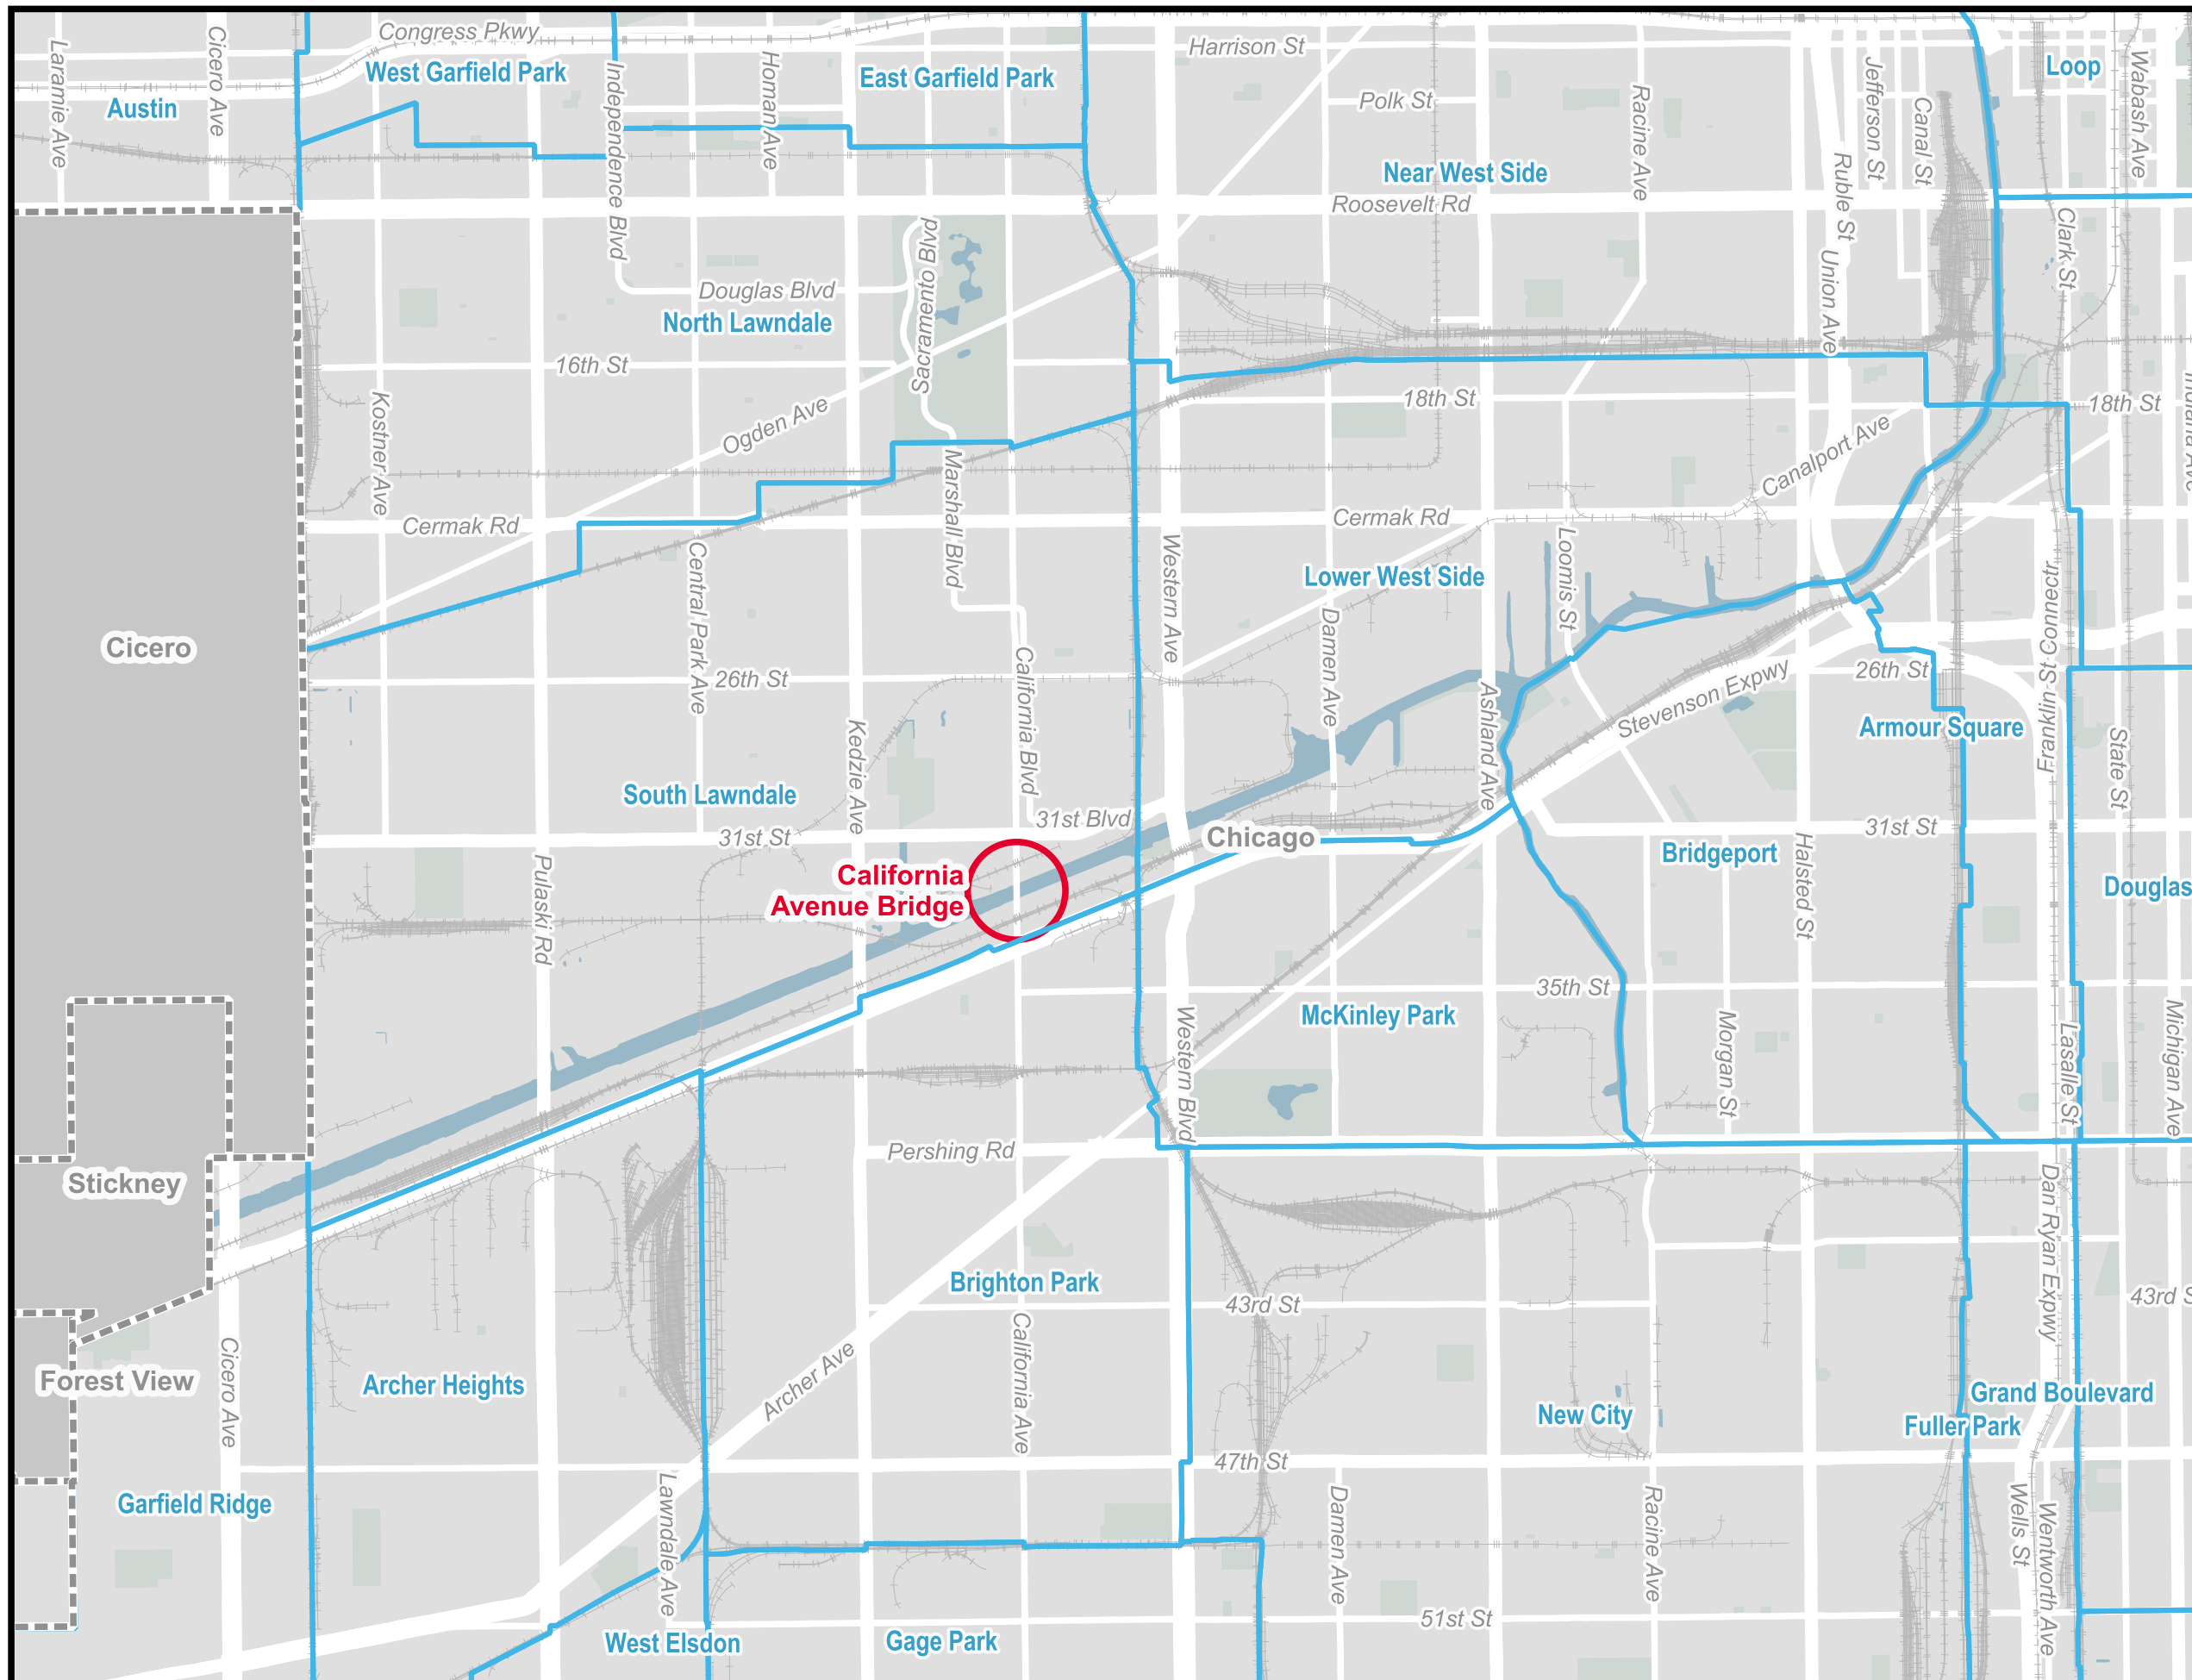 Congress Pkwy
Harrison St
Loop
Laramie Ave
Cicero Ave
West Garfield Park
East Garfield Park
Austin
Independence Blvd
Homan Ave
Polk St
Racine Ave
Jefferson St
Canal St
Wabash Ave
Near West Side
Roosevelt Rd
Ruble St
Clark St
Sacramento Blvd
Union Ave
Douglas Blvd
North Lawndale
16th St
18th St
18th St
Indiana Ave
Kostner Ave
Ogden Ave
Canalport Ave
Marshall Blvd
Cermak Rd
Cermak Rd
Central Park Ave
Western Ave
Loomis St
Lower West Side
Franklin St Connectr
Cicero
Damen Ave
California Blvd
26th St
26th St
Stevenson Expwy
Ashland Ave
Armour Square
State St
Kedzie Ave
South Lawndale
31st Blvd
31st St
Chicago
31st St
Halsted St
Bridgeport
Pulaski Rd
California
Avenue Bridge
Douglas
35th St
McKinley Park
Western Blvd
Morgan St
Lasalle St
Michigan Ave
Pershing Rd
Stickney
Dan Ryan Expwy
Brighton Park
43rd St
43rd S
Forest View
Cicero Ave
Archer Heights
Archer Ave
California Ave
Grand Boulevard
New City
Fuller Park
47th St
Garfield Ridge
Lawndale Ave
Damen Ave
Racine Ave
Wells St
Wentworth Ave
51st St
West Elsdon
Gage Park